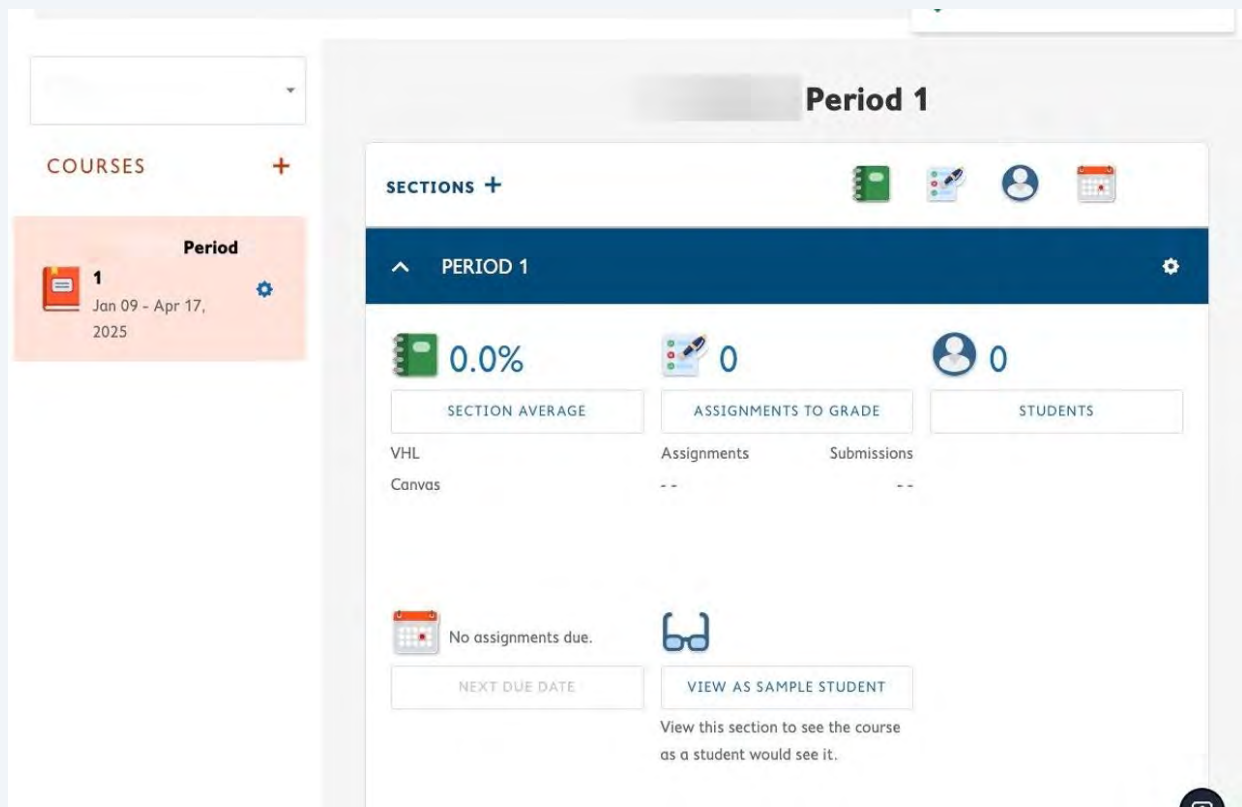 Period 1
COURSES +
SECTIONS +
Period
1
Jan 09 - Apr 17,
2025
PERIOD 1
0.0% 0 0
SECTION AVERAGE ASSIGNMENTS TO GRADE STUDENTS
VHL Assignments Submissions
Canvas -- --
No assignments due.
NEXT DUE DATE VIEW AS SAMPLE STUDENT
View this section to see the course
as a student would see it.